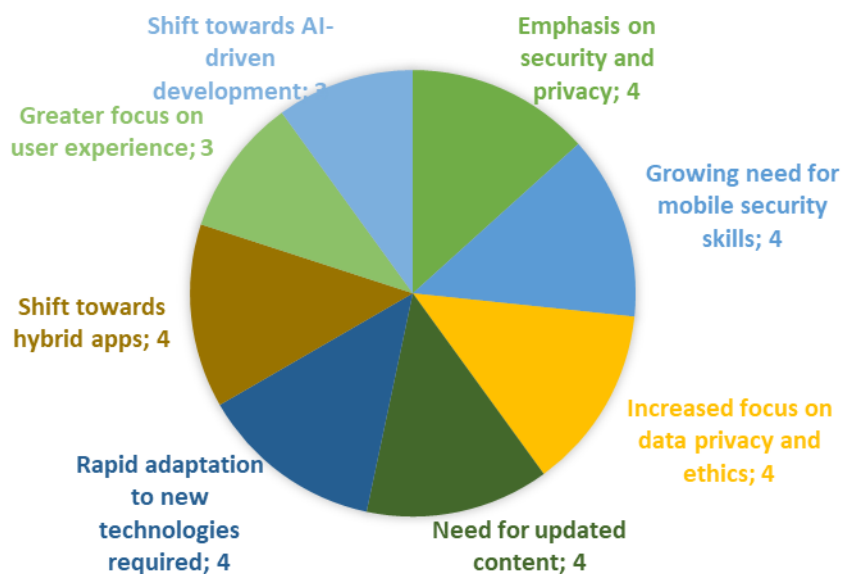 Shift towards AI-
driven
development; 3
Emphasis on
security and
privacy; 4
Greater focus on
user experience; 3
Growing need for
mobile security
skills; 4
Shift towards
hybrid apps; 4
Increased focus on
data privacy and
ethics; 4
Rapid adaptation
to new
technologies
required; 4
Need for updated
content; 4